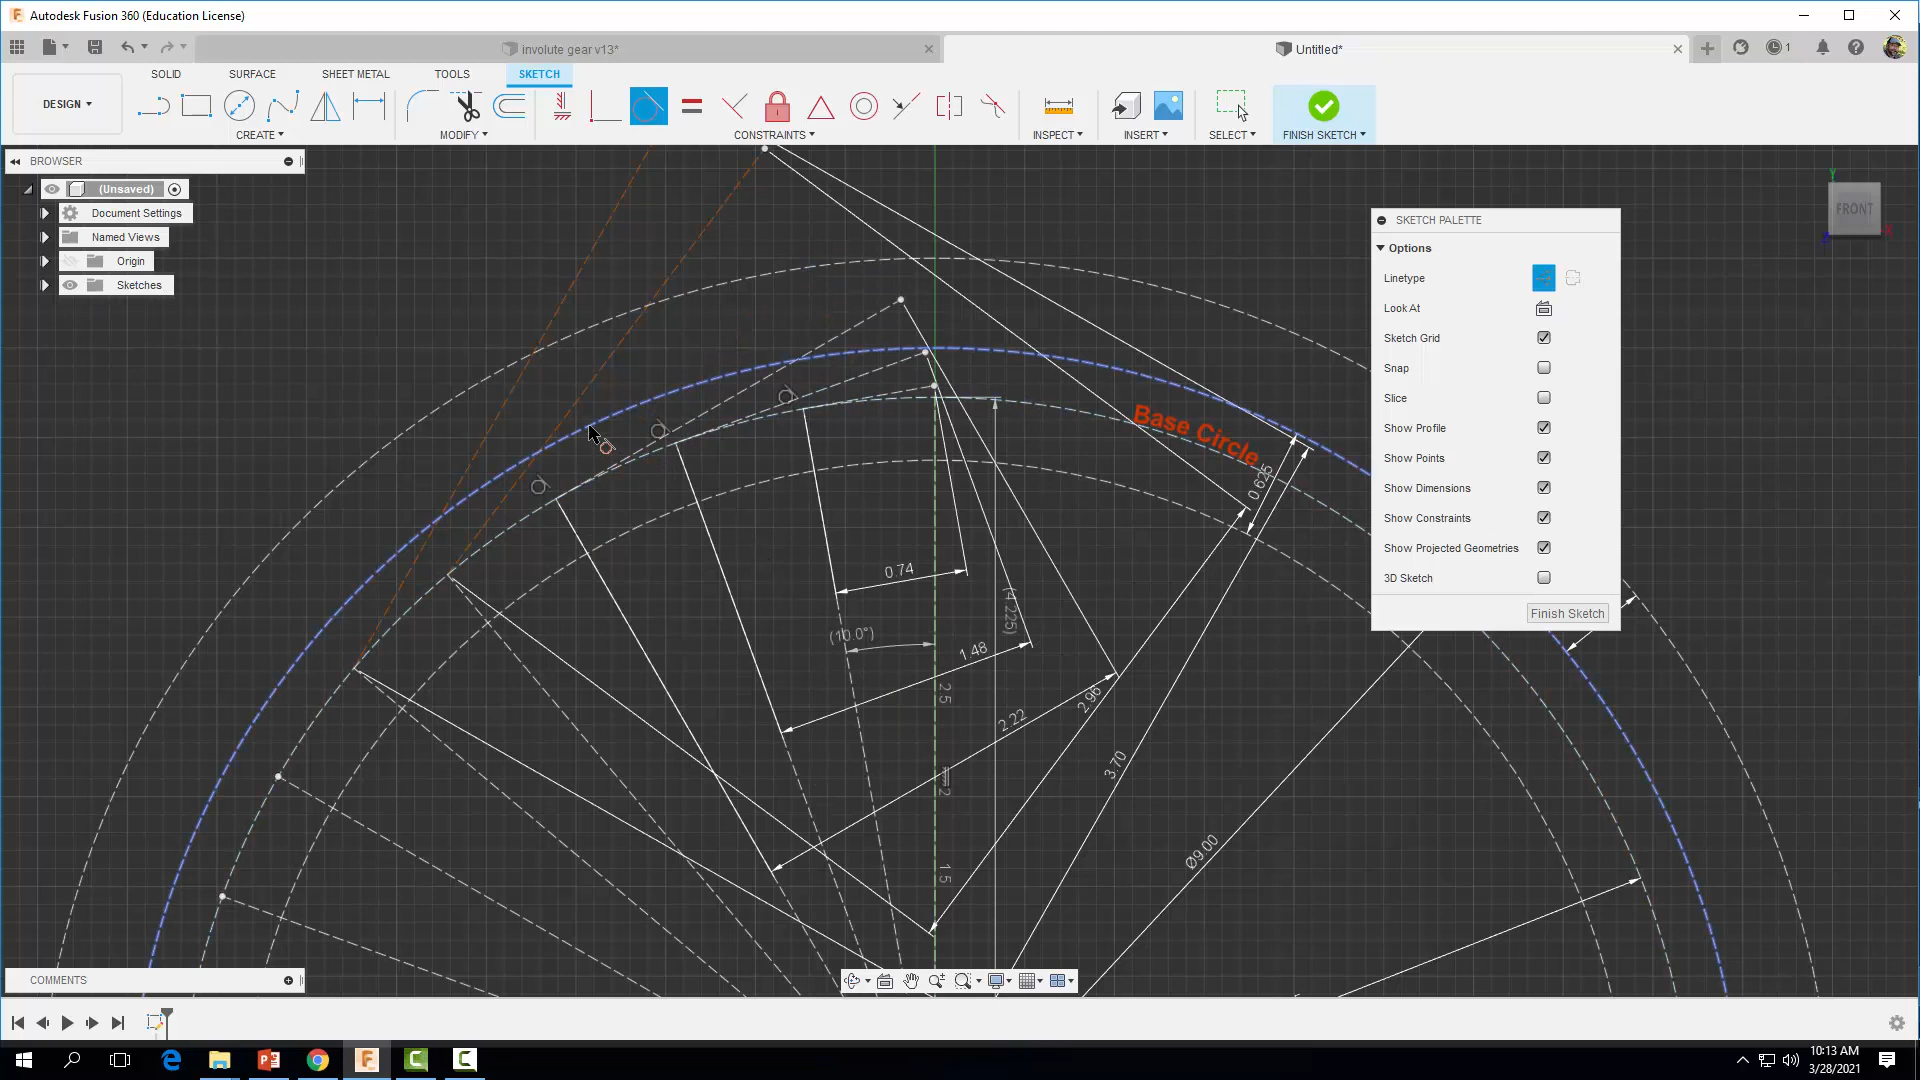 Autodesk Fusion 360 (Education License)
involute gear v13*
Untitled*
1
SOLID
SURFACE
SHEET METAL
TOOLS
SKETCH
DESIGN
CREATE
MODIFY
CONSTRAINTS
INSPECT
INSERT
SELECT
FINISH SKETCH
BROWSER
(Unsaved)
Document Settings
Named Views
Origin
Sketches
Y
FRONT
X
Z
SKETCH PALETTE
Options
Linetype
Look At
Sketch Grid
Snap
Slice
Show Profile
Show Points
Show Dimensions
Show Constraints
Show Projected Geometries
3D Sketch
Finish Sketch
Base Circle
0.625
0.74
(4.225)
(10.0°)
1.48
2.5
2.96
2.22
3.70
2
Ø9.00
1.5
COMMENTS
10:13 AM
3/28/2021